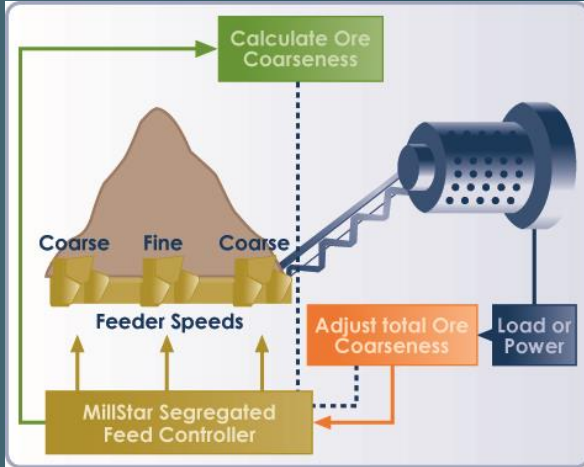 Calculate Ore
Coarseness
Coarse Fine Coarse
Feeder Speeds
Adjust total Ore
Coarseness
Load or
Power
MillStar Segregated
Feed Controller